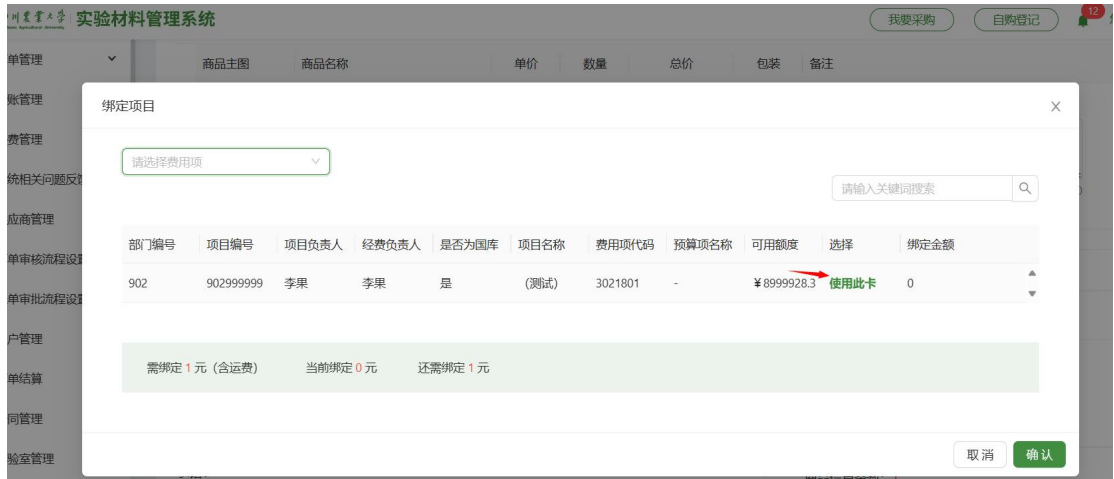 实验材料管理系统
我要采购
自购登记
12
单管理
商品主图 商品名称 单价 数量 总价 包装 备注
账管理
绑定项目
费管理
请选择费用项
统相关问题反馈
请输入关键词搜索
应商管理
部门编号 项目编号 项目负责人 经费负责人 是否为国库 项目名称 费用项代码 预算项名称 可用额度 选择 绑定金额
单审核流程设置
902 902999999 李果 李果 是 (测试) 3021801 - ¥8999928.3 使用此卡 0
单审批流程设置
户管理
需绑定 1 元 (含运费) 当前绑定 0 元 还需绑定 1 元
单结算
同管理
验室管理
取消
确认